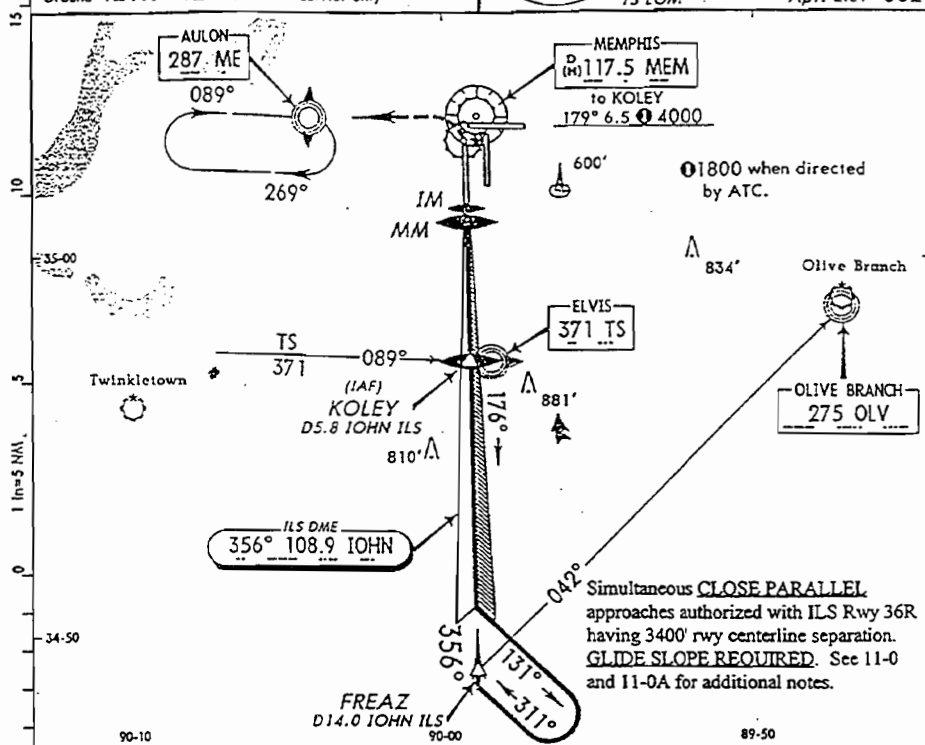 15
TS LOM.
AULON
287 ME
089°
269°
MEMPHIS
D
(H) 117.5 MEM
to KOLEY
179° 6.5 ❶ 4000
600'
❶1800 when directed
by ATC.
10
IM
MM
35-00
834'
Olive Branch
ELVIS
371 TS
TS
371
089°
5
Twinkletown
(IAF)
KOLEY
D5.8 IOHN ILS
176°
881'
OLIVE BRANCH
275 OLV
810'
1 In=5 NM
ILS DME
356° 108.9 IOHN
0
042°
Simultaneous CLOSE PARALLEL
approaches authorized with ILS Rwy 36R
having 3400' rwy centerline separation.
GLIDE SLOPE REQUIRED. See 11-0
and 11-0A for additional notes.
34-50
356°
131°
311°
FREAZ
D14.0 IOHN ILS
90-10
90-00
89-50